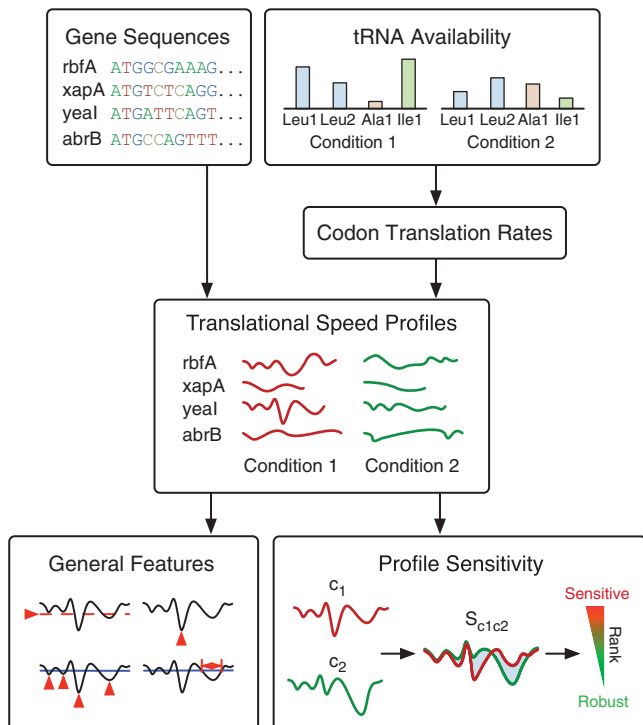 Gene Sequences
rbfA ATGGCGAAAG...
xapA ATGTCTCAGG...
yeaI ATGATTCAGT...
abrB ATGCCAGTTT...
tRNA Availability
Leu1 Leu2 Ala1 Ile1
Condition 1
Leu1 Leu2 Ala1 Ile1
Condition 2
Codon Translation Rates
Translational Speed Profiles
rbfA
xapA
yeaI
abrB
Condition 1
Condition 2
General Features
Profile Sensitivity
c1
c2
Sc1c2
Sensitive
Rank
Robust